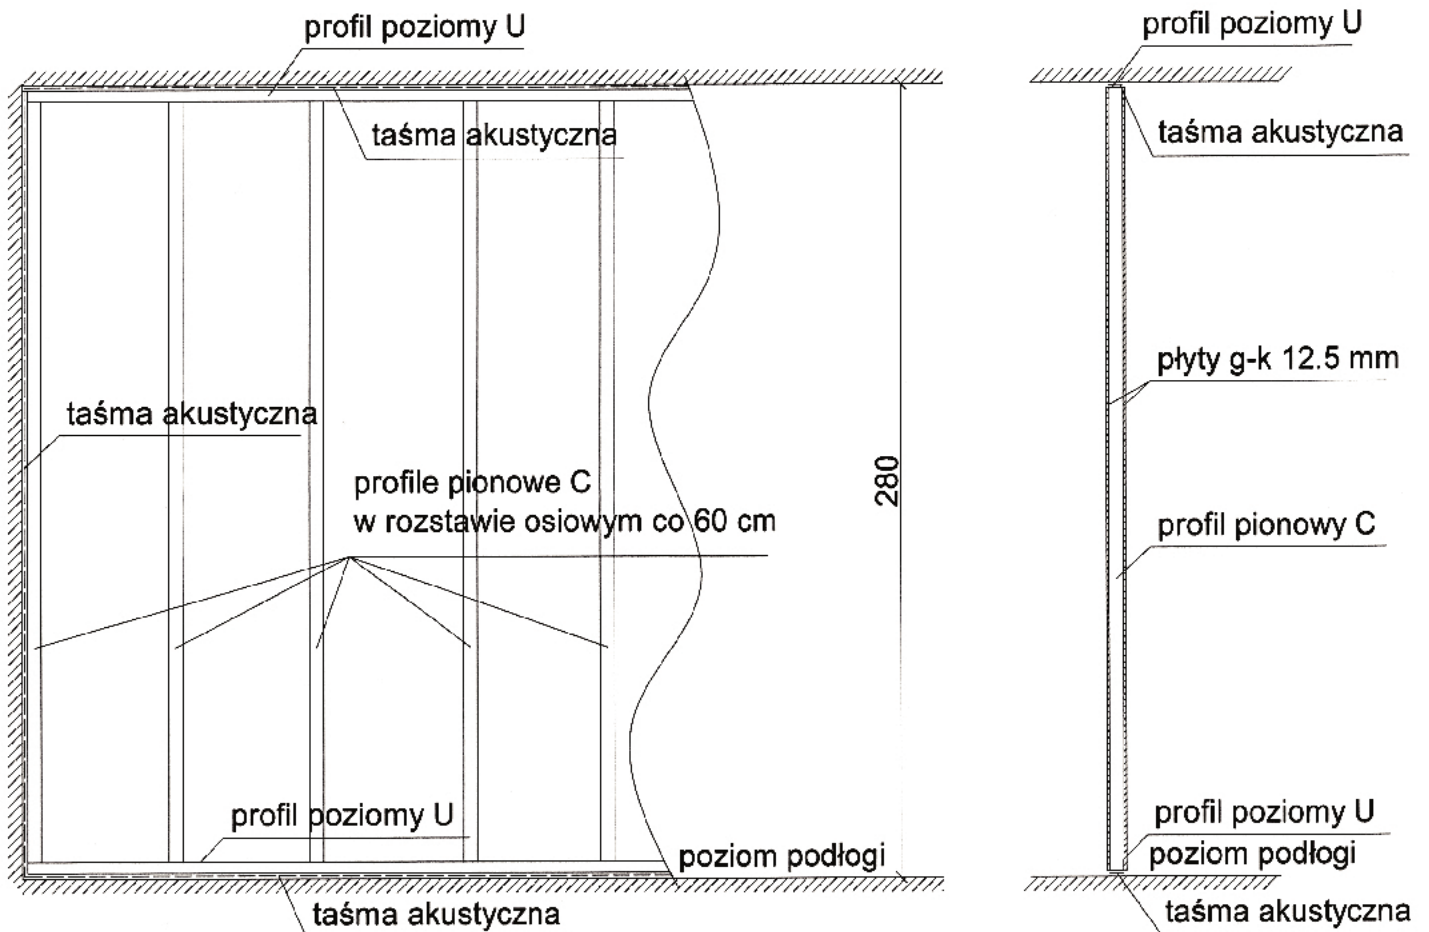 profil poziomy U
taśma akustyczna
taśma akustyczna
profile pionowe C
w rozstawie osiowym co 60 cm
280
profil poziomy U
poziom podłogi
taśma akustyczna
profil poziomy U
taśma akustyczna
płyty g-k 12.5 mm
profil pionowy C
profil poziomy U
poziom podłogi
taśma akustyczna